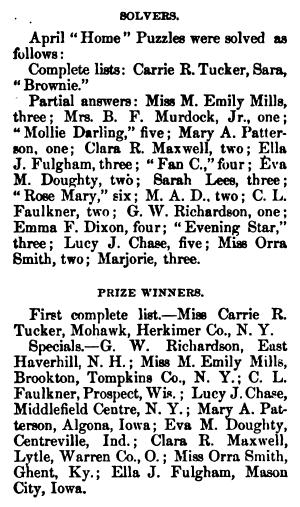 SOLVERS.
April "Home" Puzzles were solved as
follows:
Complete lists: Carrie R. Tucker, Sara,
"Brownie."
Partial answers: Miss M. Emily Mills,
three; Mrs. B. F. Murdock, Jr., one;
"Mollie Darling," five; Mary A. Patter-
son, one; Clara R. Maxwell, two; Ella
J. Fulgham, three; "Fan C.," four; Eva
M. Doughty, two; Sarah Lees, three;
"Rose Mary," six; M. A. D., two; C. L.
Faulkner, two; G. W. Richardson, one;
Emma F. Dixon, four; "Evening Star,"
three; Lucy J. Chase, five; Miss Orra
Smith, two; Marjorie, three.
PRIZE WINNERS.
First complete list.—Miss Carrie R.
Tucker, Mohawk, Herkimer Co., N. Y.
Specials.—G. W. Richardson, East
Haverhill, N. H.; Miss M. Emily Mills,
Brookton, Tompkins Co., N. Y.; C. L.
Faulkner, Prospect, Wis.; Lucy J. Chase,
Middlefield Centre, N. Y.; Mary A. Pat-
terson, Algona, Iowa; Eva M. Doughty,
Centreville, Ind.; Clara R. Maxwell,
Lytle, Warren Co., O.; Miss Orra Smith,
Ghent, Ky.; Ella J. Fulgham, Mason
City, Iowa.